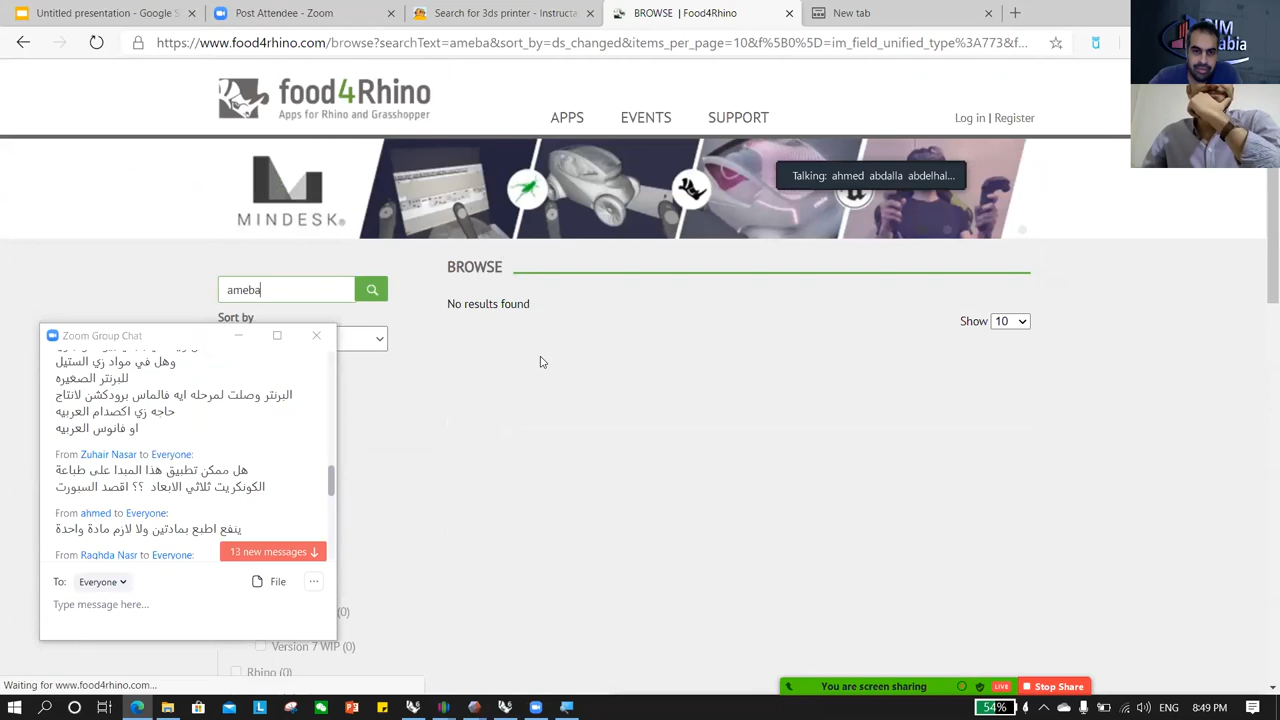 Untitled presentation - Google S
Post Attendee - Zoom
Search for 3ds printer - Instructa
BROWSE | Food4Rhino
New tab
https://www.food4rhino.com/browse?searchText=ameba&sort_by=ds_changed&items_per_page=10&f%5B0%5D=im_field_unified_type%3A773&f...
food4Rhino
Apps for Rhino and Grasshopper
APPS
EVENTS
SUPPORT
Log in | Register
MINDESK
Talking: ahmed abdalla abdelhal...
BROWSE
ameba
No results found
Sort by
Show 10
Zoom Group Chat
وهل في مواد زي الستيل
للبرنتر الصغيره
البرنتر وصلت لمرحله ايه فالماس برودكشن لانتاج
حاجه زي اكصدام العربيه
او فانوس العربيه
From Zuhair Nasar to Everyone:
هل ممكن تطبيق هذا المبدا على طباعة
الكونكريت ثلاثي الابعاد ؟؟ اقصد السبورت
From ahmed to Everyone:
ينفع اطبع بمادتين ولا لازم مادة واحدة
From Raghda Nasr to Everyone:
13 new messages
To: Everyone
File
Type message here...
(0)
Version 7 WIP (0)
Rhino (0)
Waiting for www.food4rhino.com...
You are screen sharing
LIVE
Stop Share
54%
ENG
8:49 PM